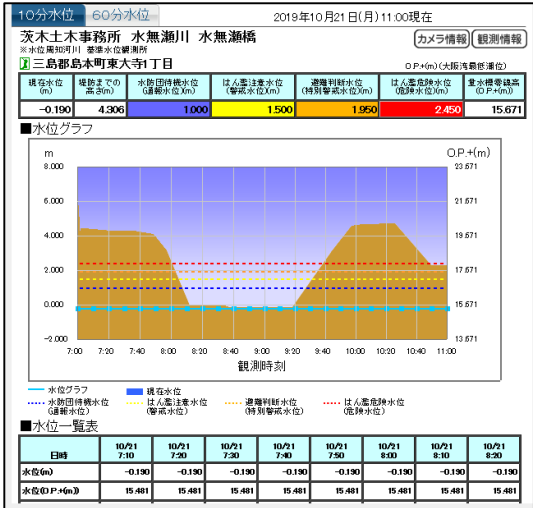 10分水位 60分水位 2019年10月21日(月)11:00現在
茨木土木事務所 水無瀬川 水無瀬橋
※水位周知河川 基準水位観測所
カメラ情報 観測情報
三島郡島本町東大寺1丁目
O.P.+(m)(大阪湾最低潮位)
現在水位(m) 堤防までの高さ(m) 水防団待機水位(通報水位)(m) はん濫注意水位(警戒水位)(m) 避難判断水位(特別警戒水位)(m) はん濫危険水位(危険水位)(m) 量水標零線高(O.P.+(m))
-0.190 4.306 1.000 1.500 1.950 2.450 15.671
■水位グラフ
m O.P.+(m)
8.000 23.671
6.000 21.671
4.000 19.671
2.000 17.671
0.000 15.671
-2.000 13.671
7:00 7:20 7:40 8:00 8:20 8:40 9:00 9:20 9:40 10:00 10:20 10:40 11:00
観測時刻
水位グラフ 現在水位
水防団待機水位(通報水位) はん濫注意水位(警戒水位) 避難判断水位(特別警戒水位) はん濫危険水位(危険水位)
■水位一覧表
日時 10/21 7:10 10/21 7:20 10/21 7:30 10/21 7:40 10/21 7:50 10/21 8:00 10/21 8:10 10/21 8:20
水位(m) -0.190 -0.190 -0.190 -0.190 -0.190 -0.190 -0.190 -0.190
水位(O.P.+(m)) 15.481 15.481 15.481 15.481 15.481 15.481 15.481 15.481